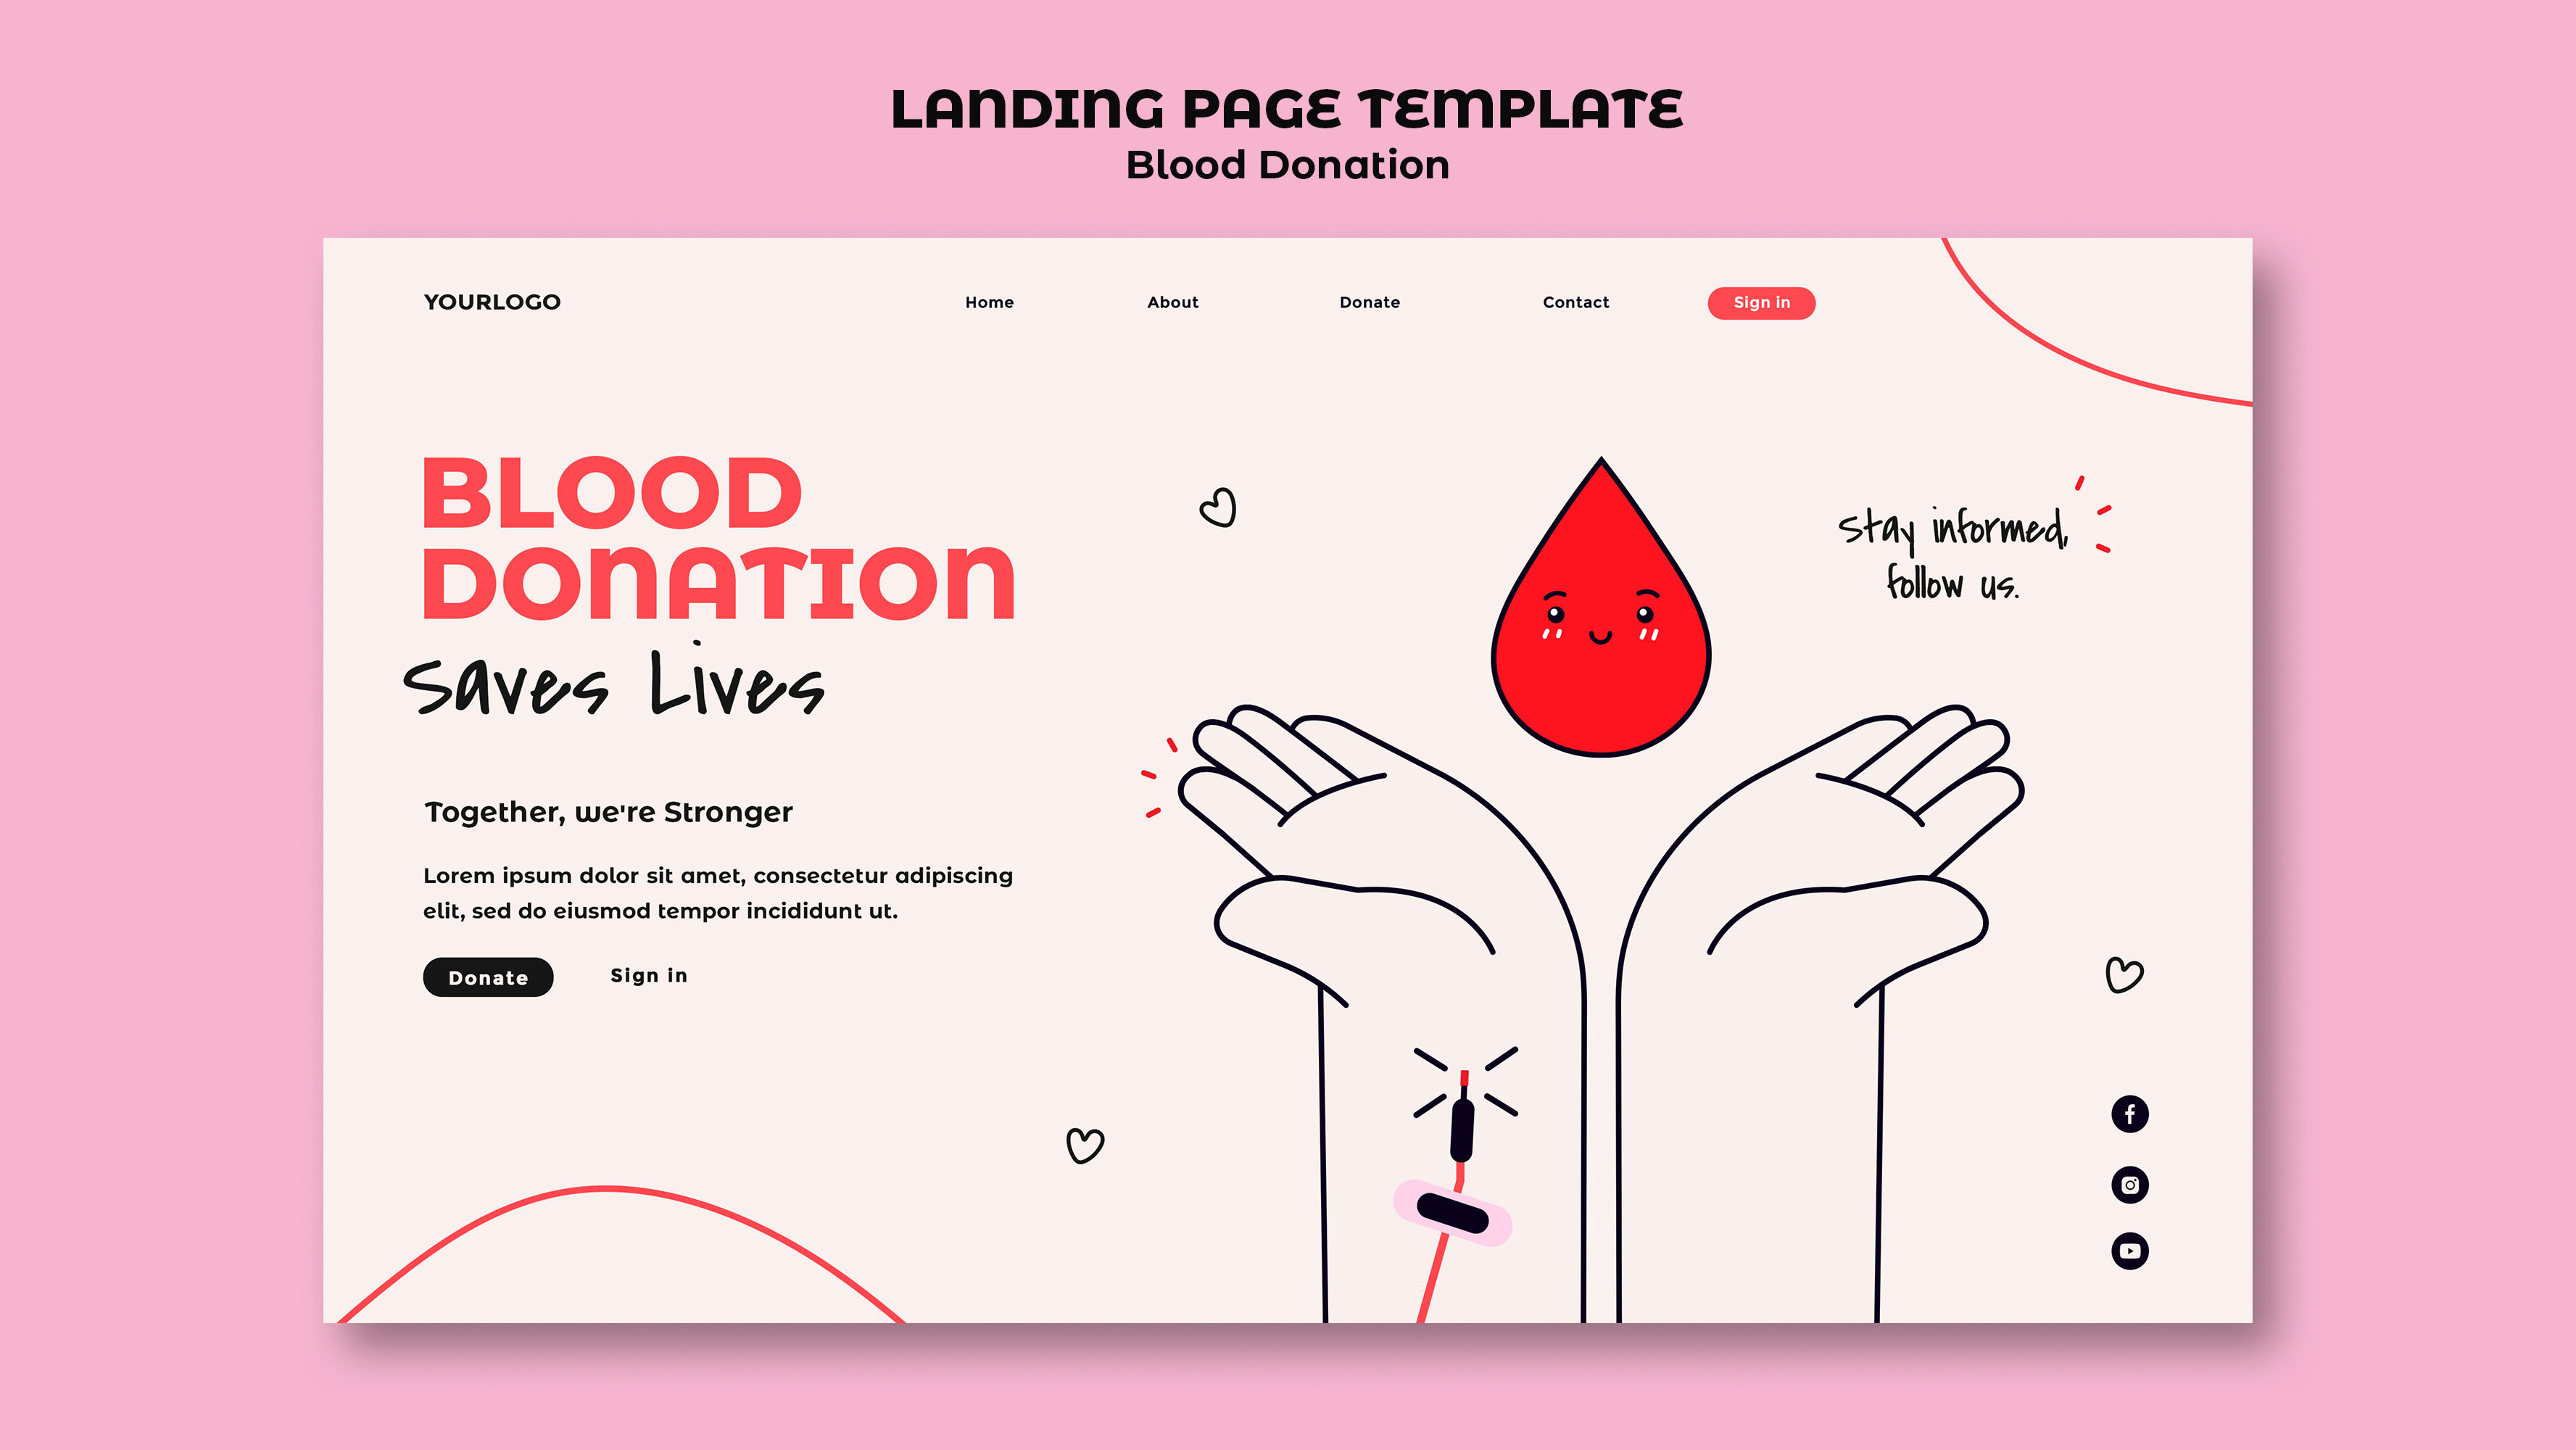 LANDING PAGE TEMPLATE
Blood Donation
YOURLOGO
Home
About
Donate
Contact
Sign in
BLOOD
DONATION
Saves Lives
Stay informed,
follow us.
Together, we're Stronger
Lorem ipsum dolor sit amet, consectetur adipiscing
elit, sed do eiusmod tempor incididunt ut.
Donate
Sign in